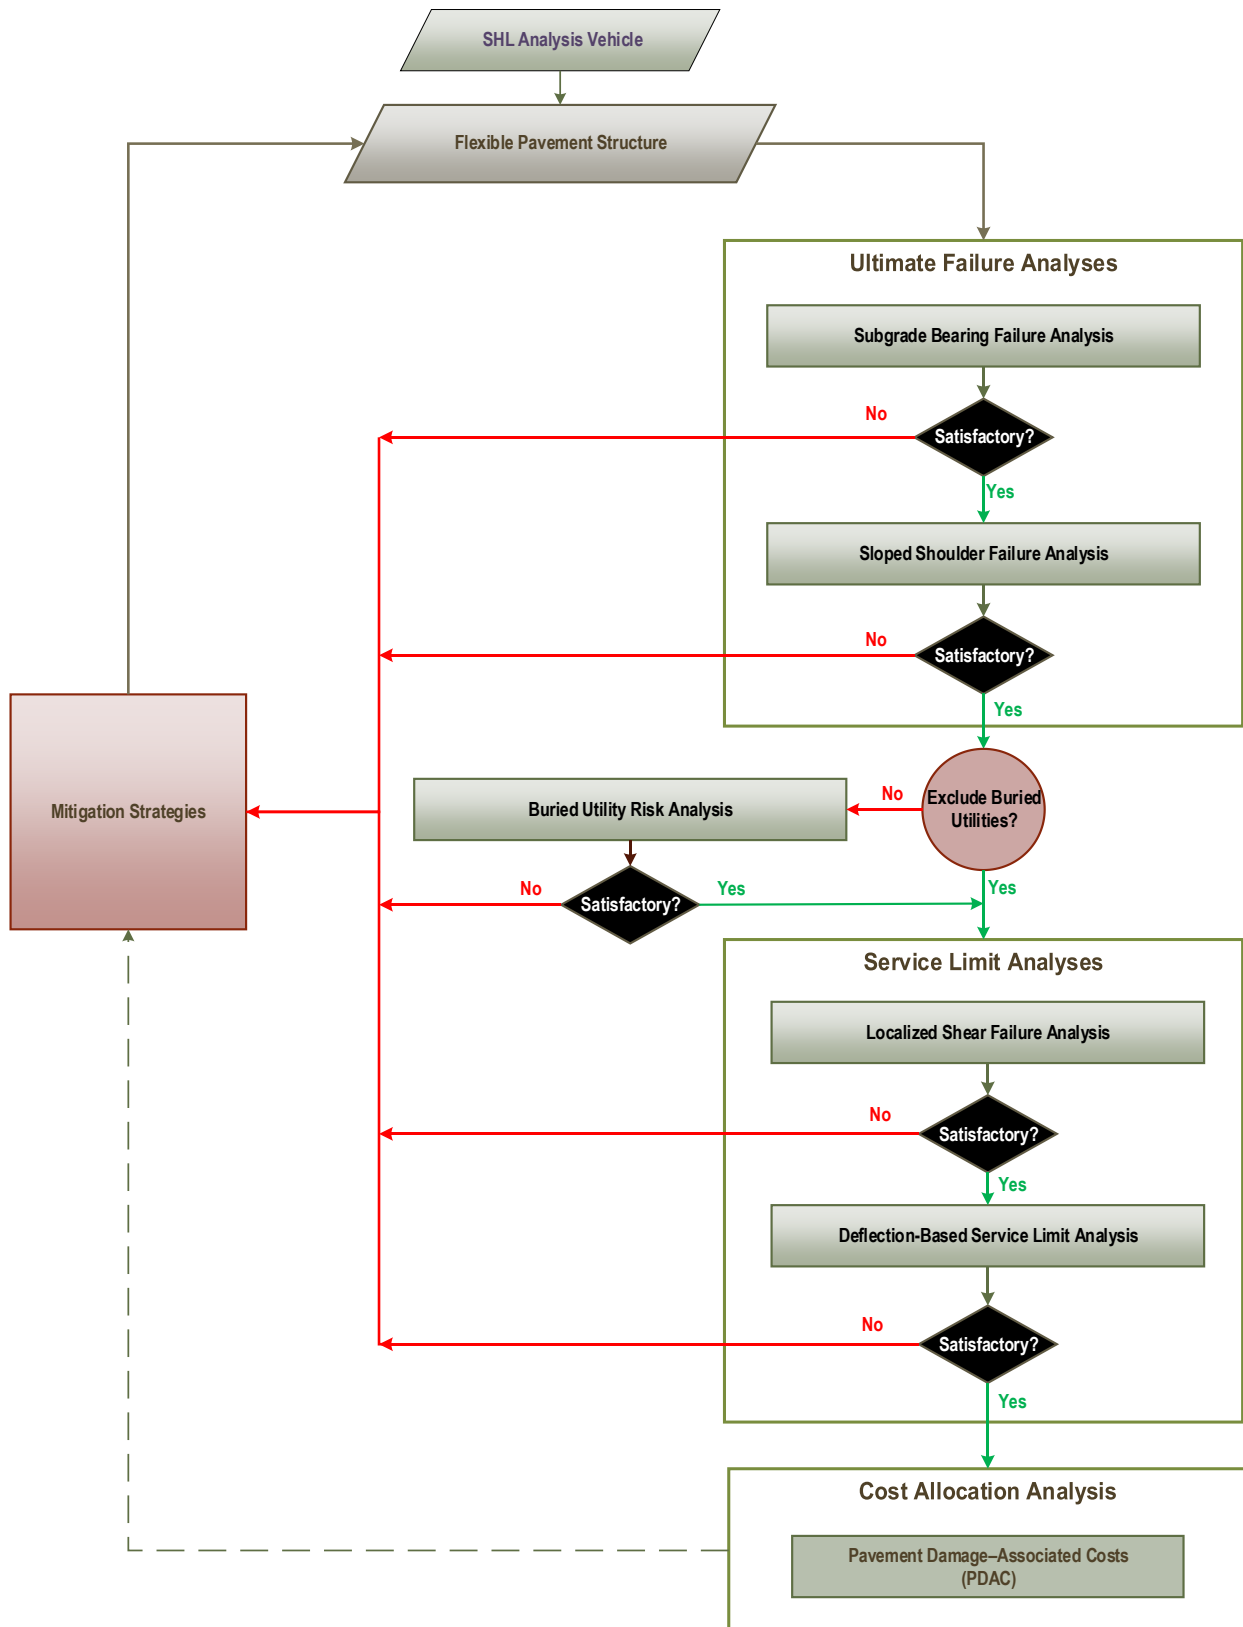 SHL Analysis Vehicle
Flexible Pavement Structure
Ultimate Failure Analyses
Subgrade Bearing Failure Analysis
No
Satisfactory?
Yes
Sloped Shoulder Failure Analysis
No
Satisfactory?
Yes
Mitigation Strategies
Buried Utility Risk Analysis
No
Exclude Buried
Utilities?
No
Satisfactory?
Yes
Yes
Service Limit Analyses
Localized Shear Failure Analysis
No
Satisfactory?
Yes
Deflection-Based Service Limit Analysis
No
Satisfactory?
Yes
Cost Allocation Analysis
Pavement Damage–Associated Costs
(PDAC)